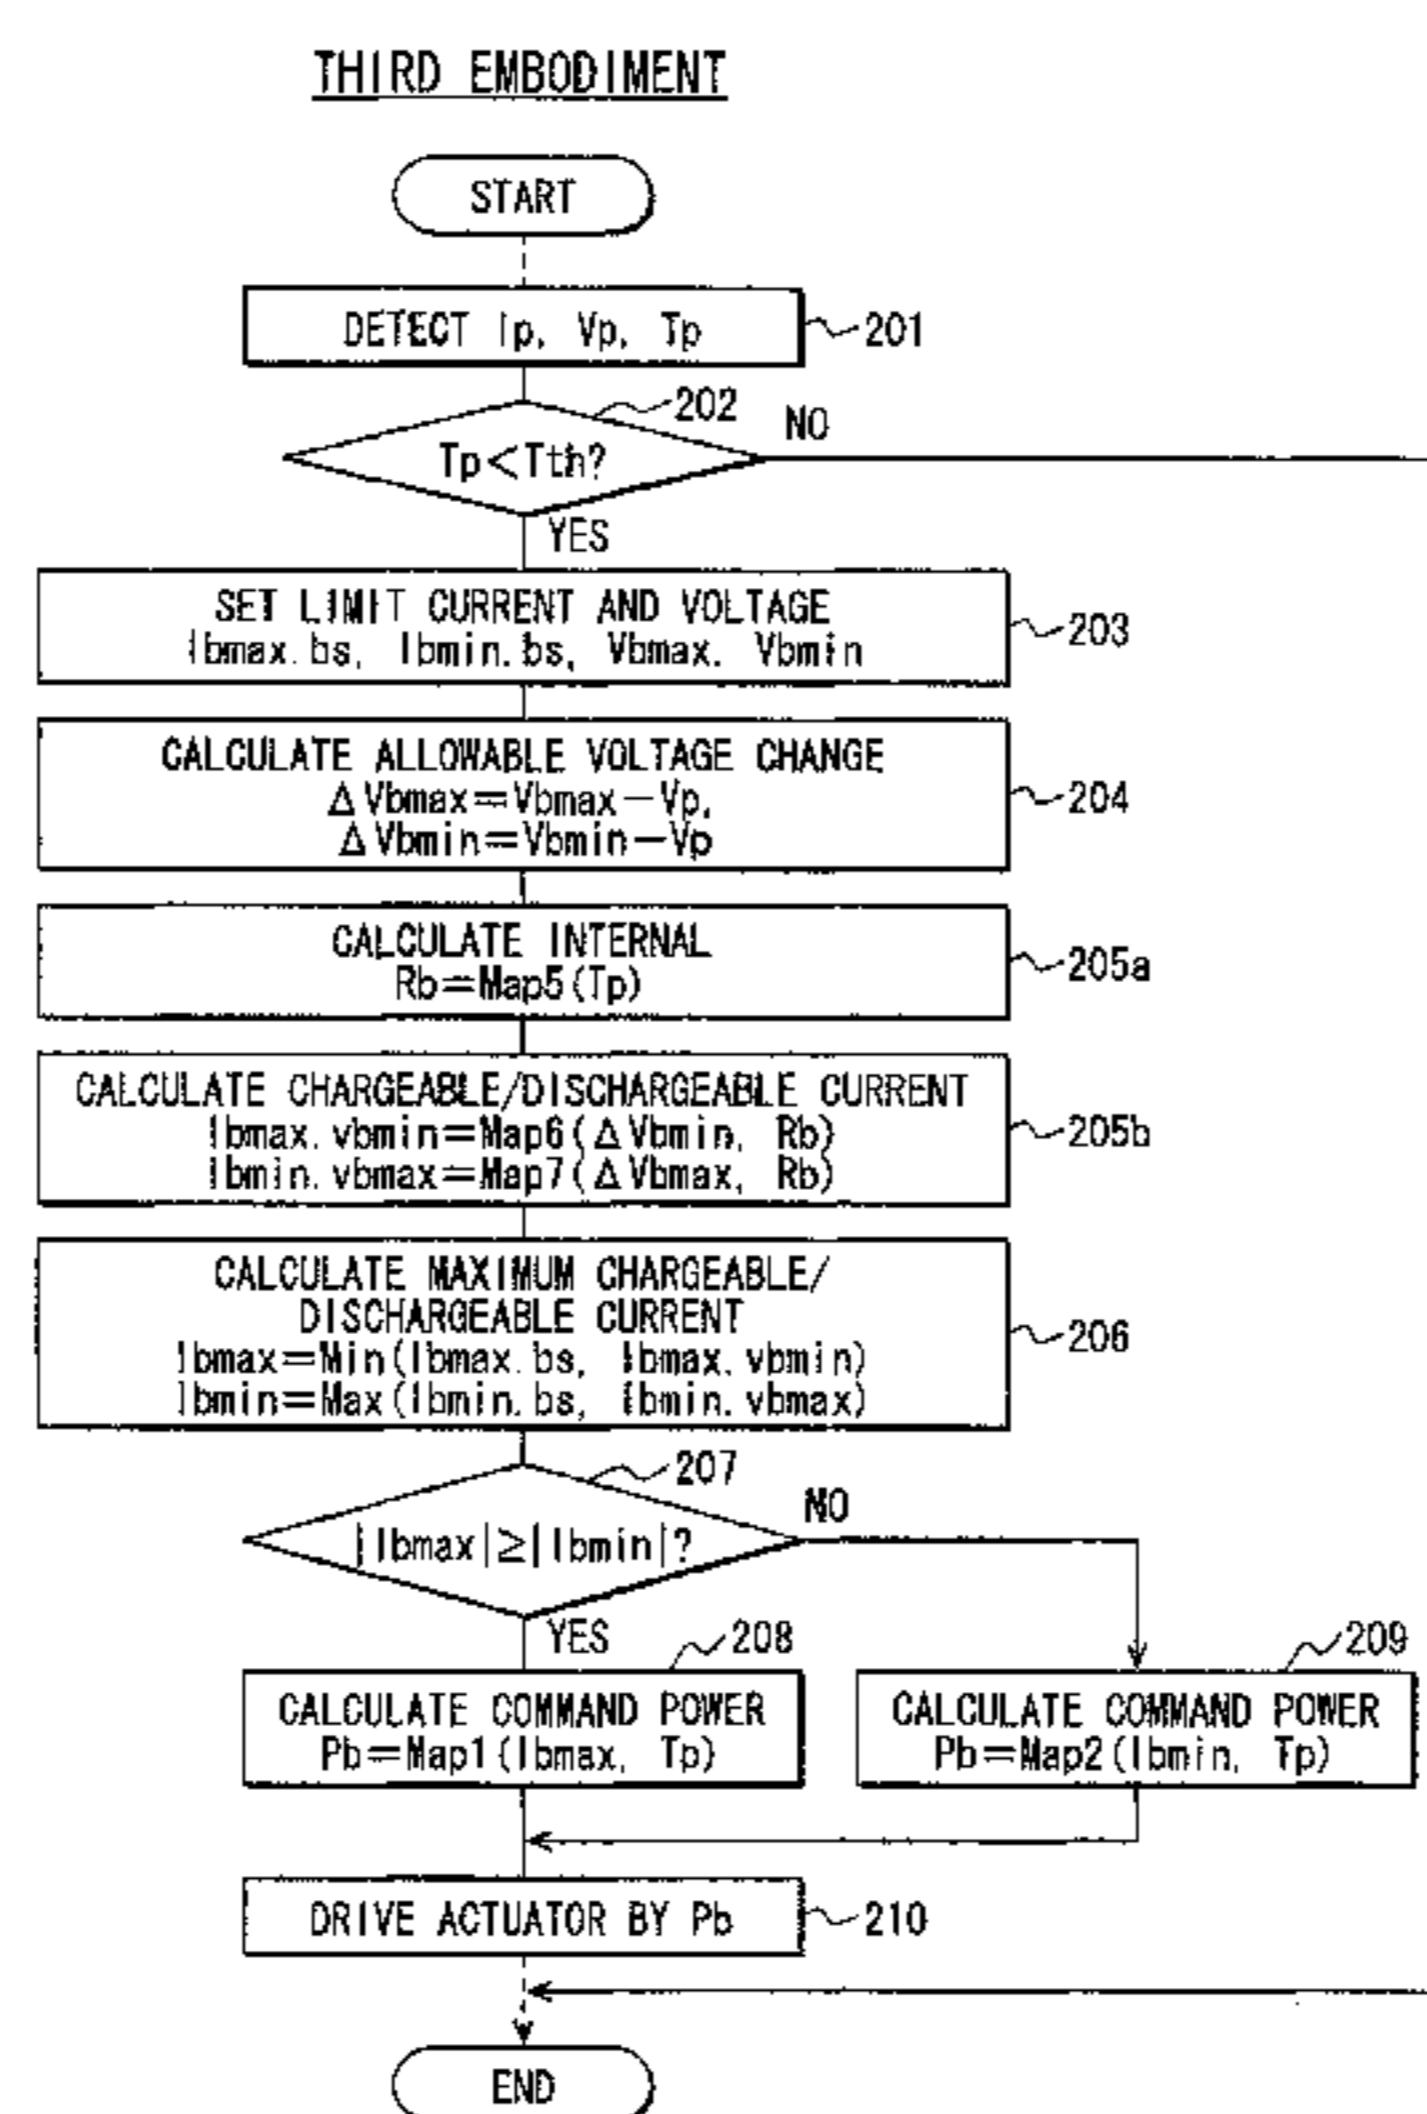 THIRD EMBODIMENT
START
DETECT Ip, Vp, Tp
201
202
Tp<Tth?
NO
YES
SET LIMIT CURRENT AND VOLTAGE
Ibmax.bs, Ibmin.bs, Vbmax. Vbmin
203
CALCULATE ALLOWABLE VOLTAGE CHANGE
ΔVbmax=Vbmax-Vp,
ΔVbmin=Vbmin-Vp
204
CALCULATE INTERNAL
Rb=Map5(Tp)
205a
CALCULATE CHARGEABLE/DISCHARGEABLE CURRENT
Ibmax.vbmin=Map6(ΔVbmin, Rb)
Ibmin.vbmax=Map7(ΔVbmax, Rb)
205b
CALCULATE MAXIMUM CHARGEABLE/
DISCHARGEABLE CURRENT
Ibmax=Min(Ibmax.bs, Ibmax.vbmin)
Ibmin=Max(Ibmin.bs, Ibmin.vbmax)
206
207
|Ibmax|≥|Ibmin|?
NO
YES
208
CALCULATE COMMAND POWER
Pb=Map1(Ibmax, Tp)
209
CALCULATE COMMAND POWER
Pb=Map2(Ibmin, Tp)
DRIVE ACTUATOR BY Pb
210
END